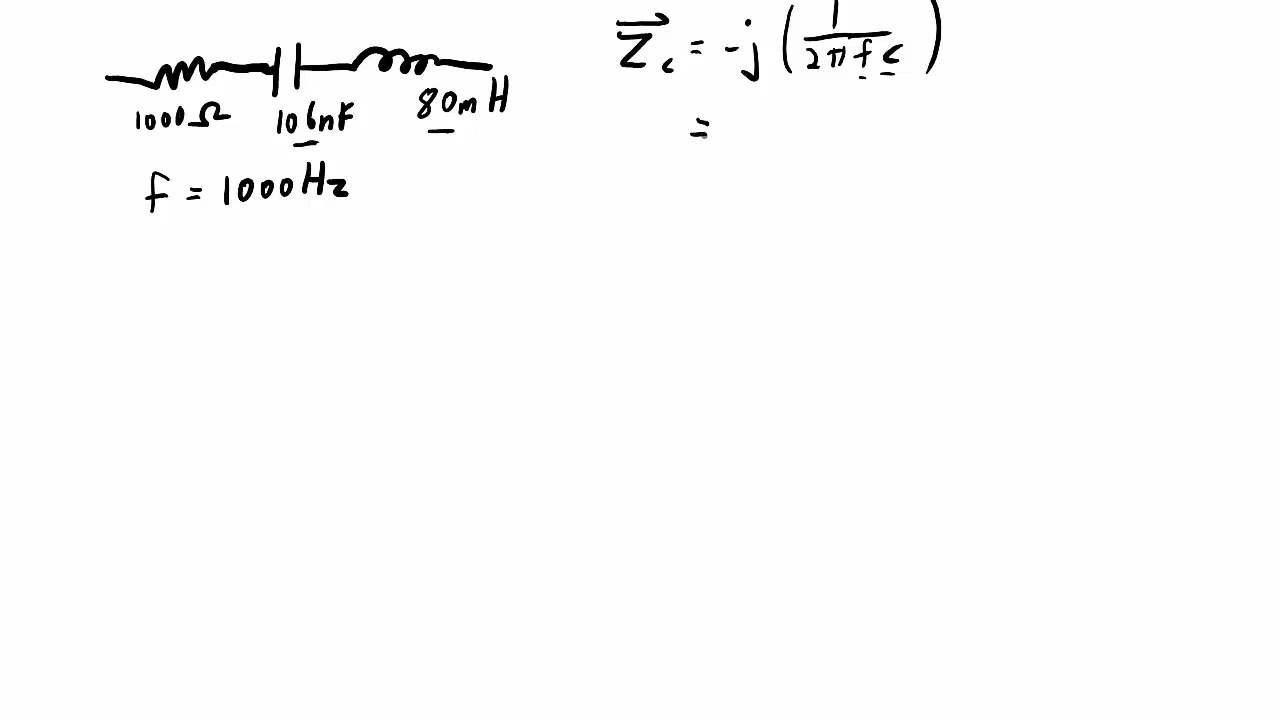 1000Ω 106nF 80mH
f = 1000Hz
Z⃗c = -j (1/2πfc)
=